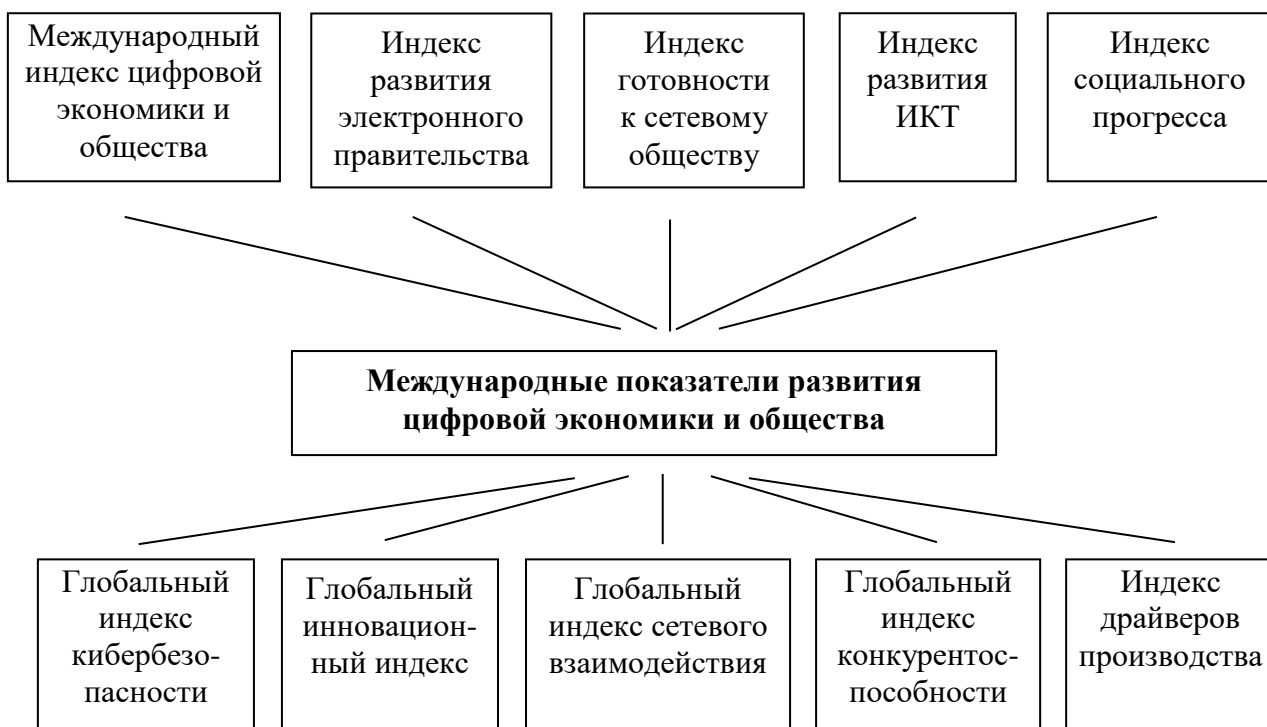 Международный
индекс цифровой
экономики и
общества
Индекс
развития
электронного
правительства
Индекс
готовности
к сетевому
обществу
Индекс
развития
ИКТ
Индекс
социального
прогресса
Международные показатели развития
цифровой экономики и общества
Глобальный
индекс
кибербезо-
пасности
Глобальный
инновацион-
ный индекс
Глобальный
индекс сетевого
взаимодействия
Глобальный
индекс
конкурентос-
пособности
Индекс
драйверов
производства